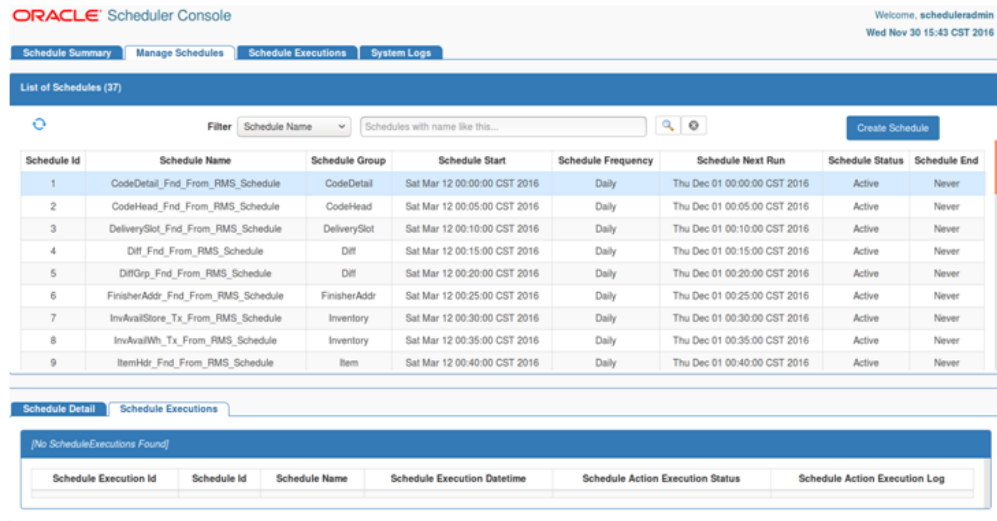 ORACLE Scheduler Console
Welcome, scheduleradmin
Wed Nov 30 15:43 CST 2016
Schedule Summary Manage Schedules Schedule Executions System Logs
List of Schedules (37)
Filter Schedule Name Schedules with name like this... Create Schedule
Schedule Id Schedule Name Schedule Group Schedule Start Schedule Frequency Schedule Next Run Schedule Status Schedule End
1 CodeDetail_Fnd_From_RMS_Schedule CodeDetail Sat Mar 12 00:00:00 CST 2016 Daily Thu Dec 01 00:00:00 CST 2016 Active Never
2 CodeHead_Fnd_From_RMS_Schedule CodeHead Sat Mar 12 00:05:00 CST 2016 Daily Thu Dec 01 00:05:00 CST 2016 Active Never
3 DeliverySlot_Fnd_From_RMS_Schedule DeliverySlot Sat Mar 12 00:10:00 CST 2016 Daily Thu Dec 01 00:10:00 CST 2016 Active Never
4 Diff_Fnd_From_RMS_Schedule Diff Sat Mar 12 00:15:00 CST 2016 Daily Thu Dec 01 00:15:00 CST 2016 Active Never
5 DiffGrp_Fnd_From_RMS_Schedule Diff Sat Mar 12 00:20:00 CST 2016 Daily Thu Dec 01 00:20:00 CST 2016 Active Never
6 FinisherAddr_Fnd_From_RMS_Schedule FinisherAddr Sat Mar 12 00:25:00 CST 2016 Daily Thu Dec 01 00:25:00 CST 2016 Active Never
7 InvAvailStore_Tx_From_RMS_Schedule Inventory Sat Mar 12 00:30:00 CST 2016 Daily Thu Dec 01 00:30:00 CST 2016 Active Never
8 InvAvailWh_Tx_From_RMS_Schedule Inventory Sat Mar 12 00:35:00 CST 2016 Daily Thu Dec 01 00:35:00 CST 2016 Active Never
9 ItemHdr_Fnd_From_RMS_Schedule Item Sat Mar 12 00:40:00 CST 2016 Daily Thu Dec 01 00:40:00 CST 2016 Active Never
Schedule Detail Schedule Executions
[No ScheduleExecutions Found]
Schedule Execution Id Schedule Id Schedule Name Schedule Execution Datetime Schedule Action Execution Status Schedule Action Execution Log